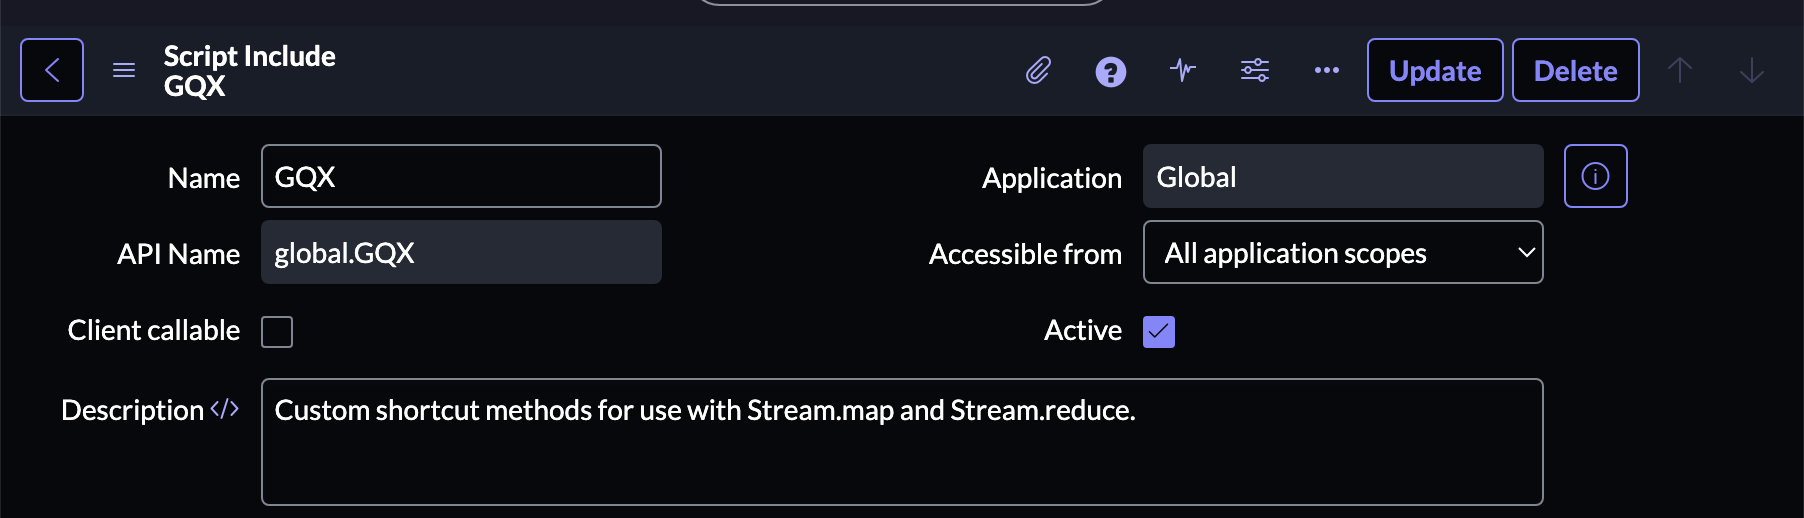 Script Include
GQX
Update
Delete
Name
GQX
Application
Global
API Name
global.GQX
Accessible from
All application scopes
Client callable
Active
Description
Custom shortcut methods for use with Stream.map and Stream.reduce.